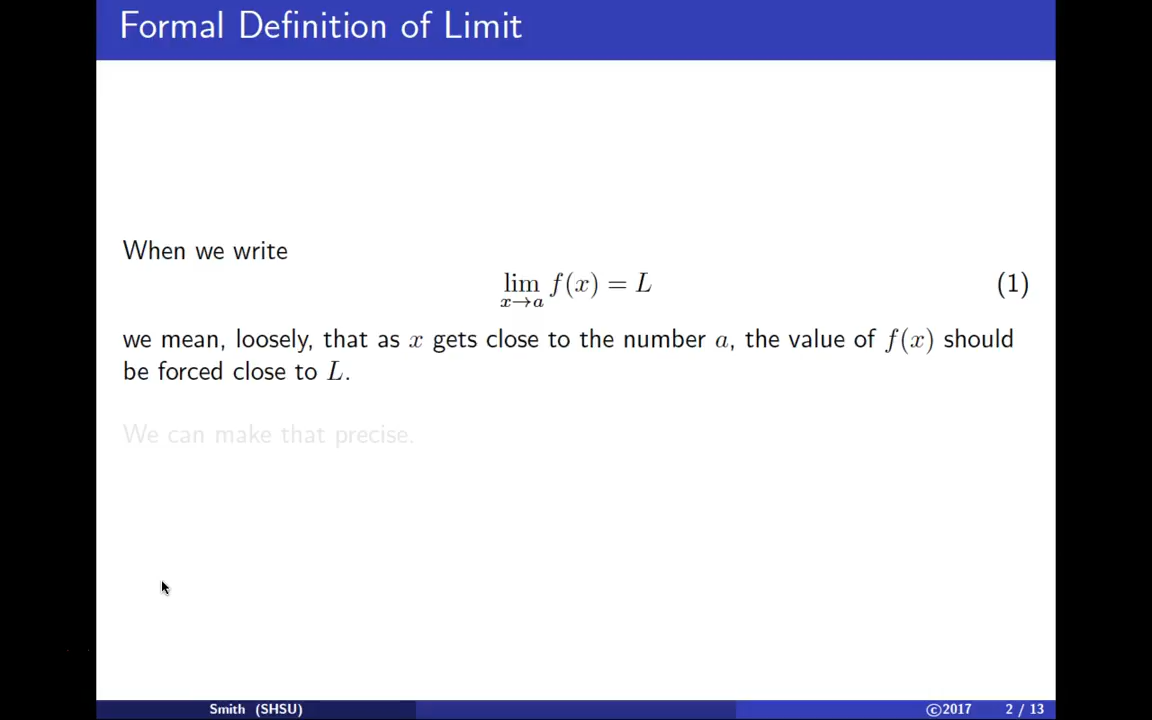 Formal Definition of Limit
When we write
lim x→a f(x) = L (1)
we mean, loosely, that as x gets close to the number a, the value of f(x) should
be forced close to L.
We can make that precise.
Smith (SHSU) ©2017 2 / 13